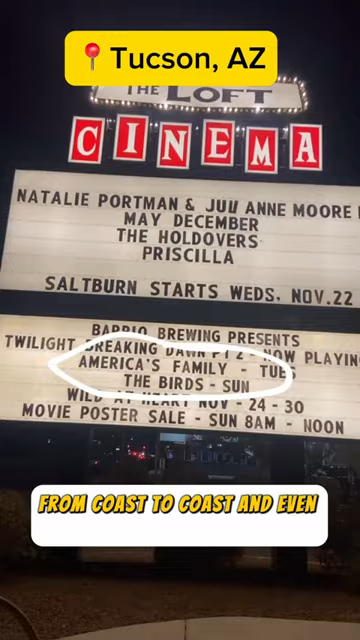 📍Tucson, AZ
THE LOFT
CINEMA
NATALIE PORTMAN & JULIANNE MOORE
MAY DECEMBER
THE HOLDOVERS
PRISCILLA
SALTBURN STARTS WEDS. NOV.22
BARRIO BREWING PRESENTS
TWILIGHT BREAKING DAWN PT 2 - NOW PLAYIN
AMERICA'S FAMILY - TUES
THE BIRDS - SUN
WILD AT HEART NOV - 24 - 30
MOVIE POSTER SALE - SUN 8AM - NOON
FROM COAST TO COAST AND EVEN